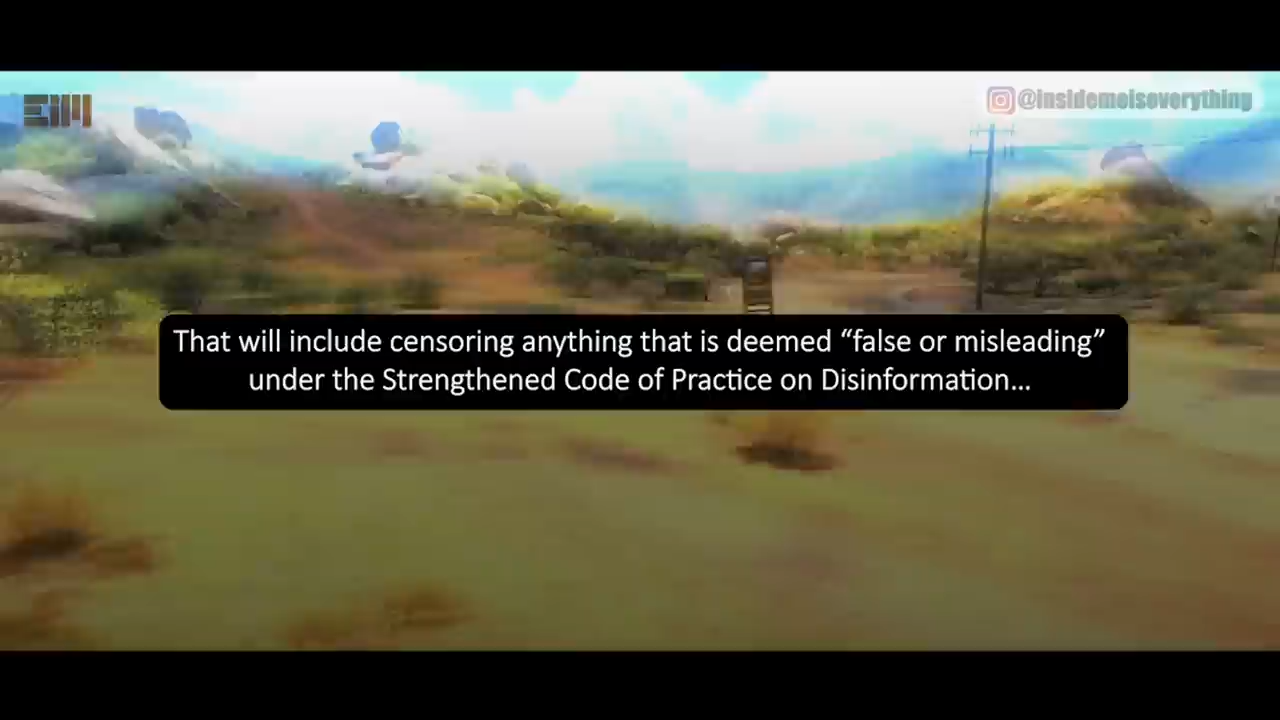 EiM
@insidemeiseverything
That will include censoring anything that is deemed “false or misleading”
under the Strengthened Code of Practice on Disinformation...